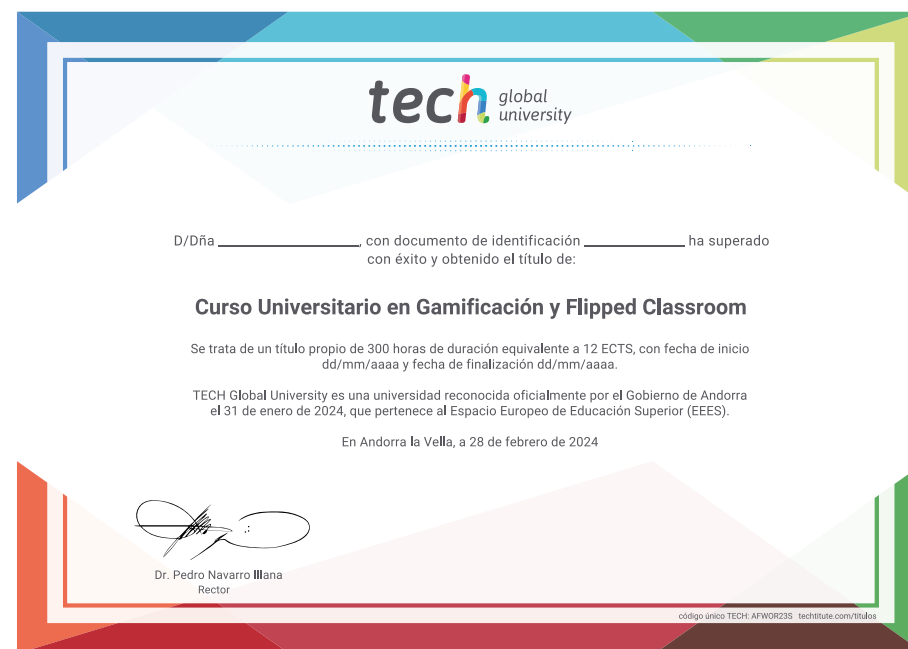 tech global university
D/Dña ____________________, con documento de identificación ______________ ha superado
con éxito y obtenido el título de:
Curso Universitario en Gamificación y Flipped Classroom
Se trata de un título propio de 300 horas de duración equivalente a 12 ECTS, con fecha de inicio
dd/mm/aaaa y fecha de finalización dd/mm/aaaa.
TECH Global University es una universidad reconocida oficialmente por el Gobierno de Andorra
el 31 de enero de 2024, que pertenece al Espacio Europeo de Educación Superior (EEES).
En Andorra la Vella, a 28 de febrero de 2024
Dr. Pedro Navarro Illana
Rector
código único TECH: AFWOR23S techtitute.com/titulos